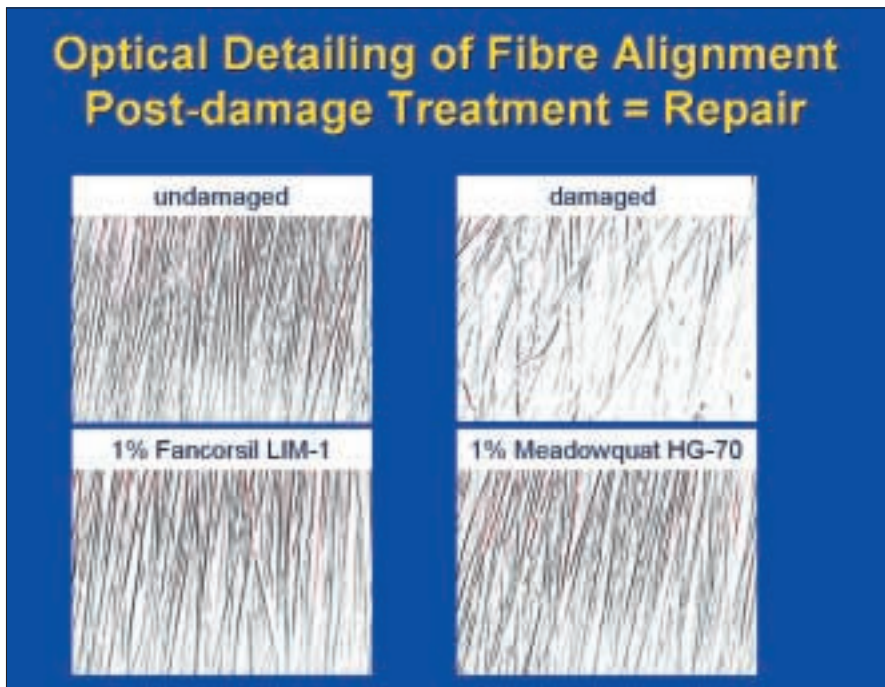 Optical Detailing of Fibre Alignment
Post-damage Treatment = Repair
undamaged
damaged
1% Fancorsil LIM-1
1% Meadowquat HG-70